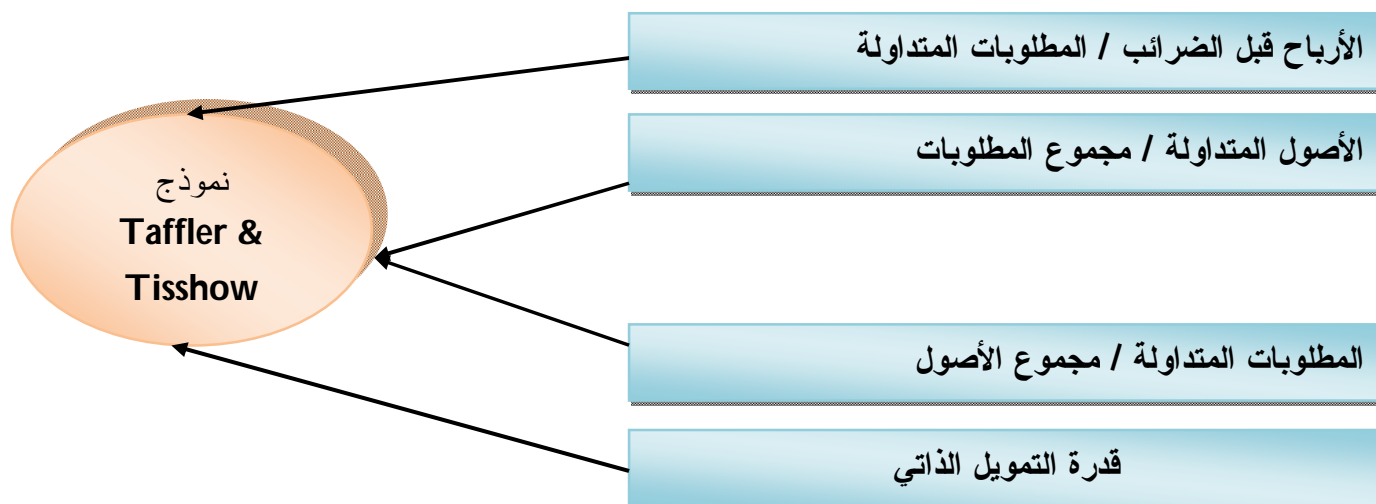 الأرباح قبل الضرائب / المطلوبات المتداولة
الأصول المتداولة / مجموع المطلوبات
نموذج
Taffler &
Tisshow
المطلوبات المتداولة / مجموع الأصول
قدرة التمويل الذاتي